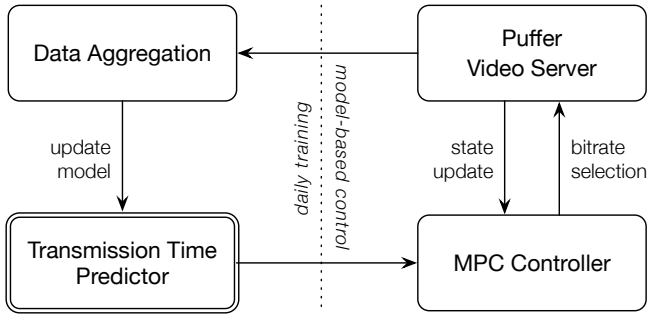 Data Aggregation
Puffer
Video Server
update
model
daily training
model-based control
state
update
bitrate
selection
Transmission Time
Predictor
MPC Controller